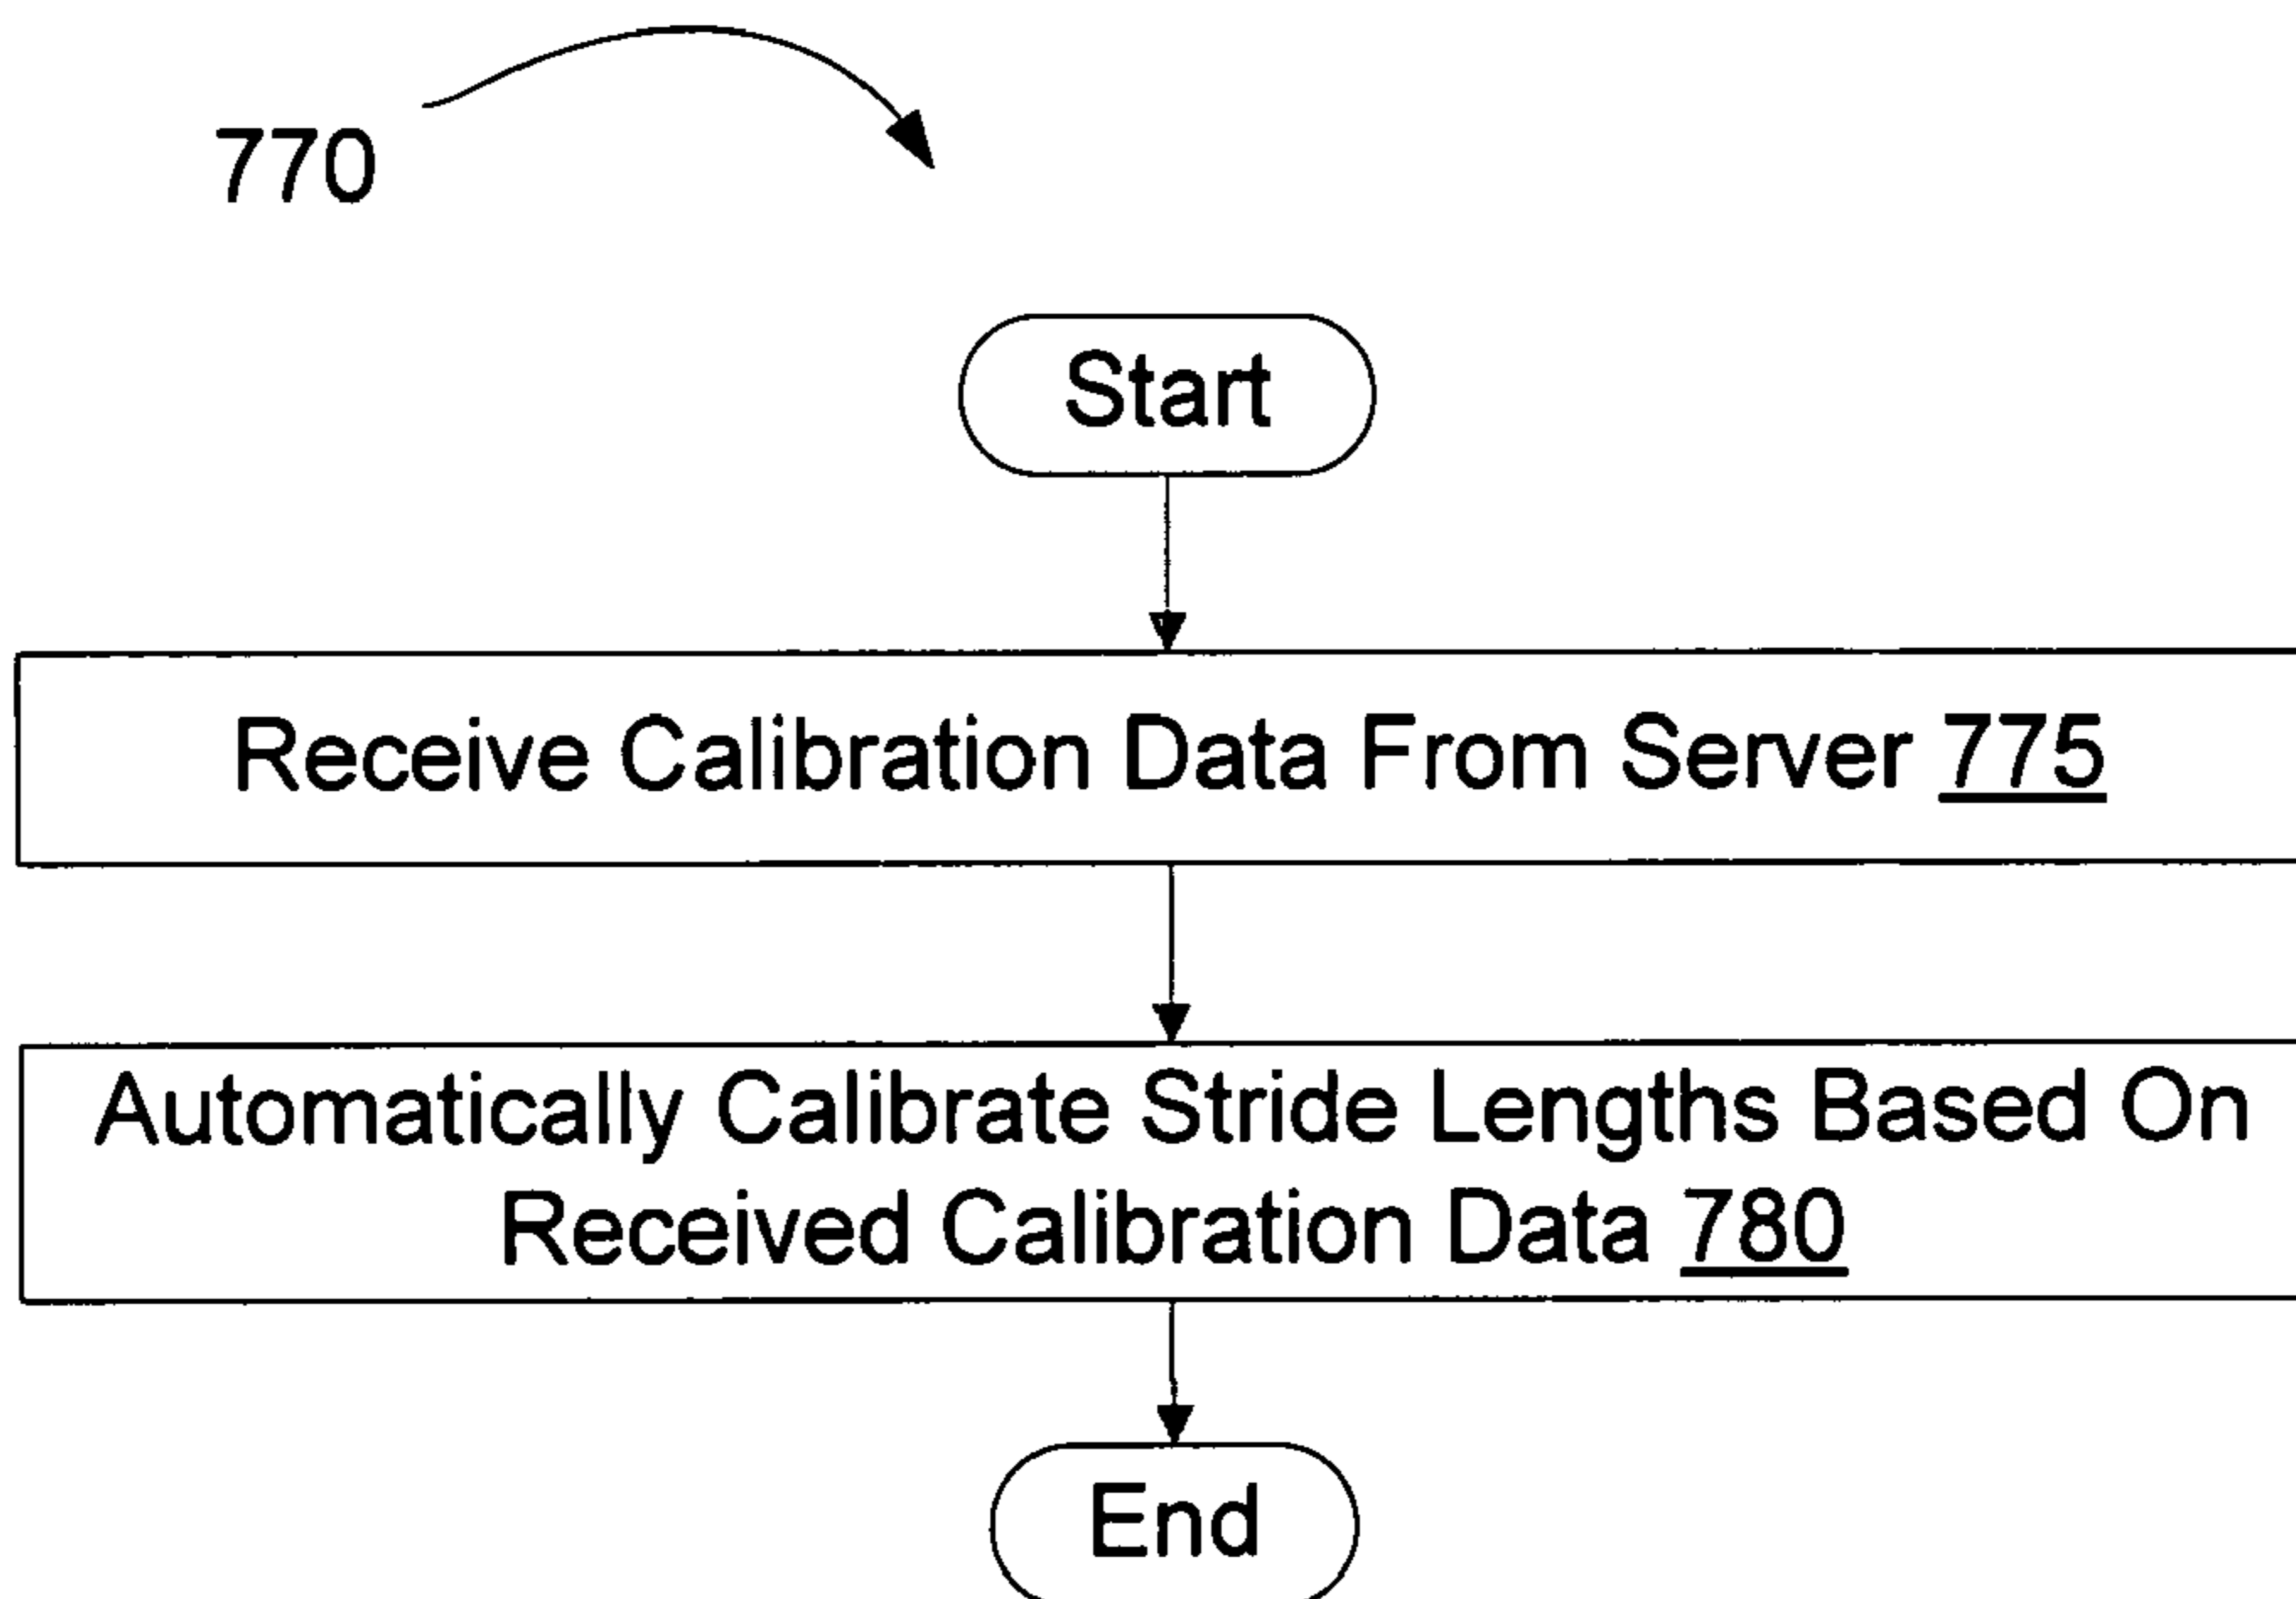 770
Start
Receive Calibration Data From Server 775
Automatically Calibrate Stride Lengths Based On
Received Calibration Data 780
End